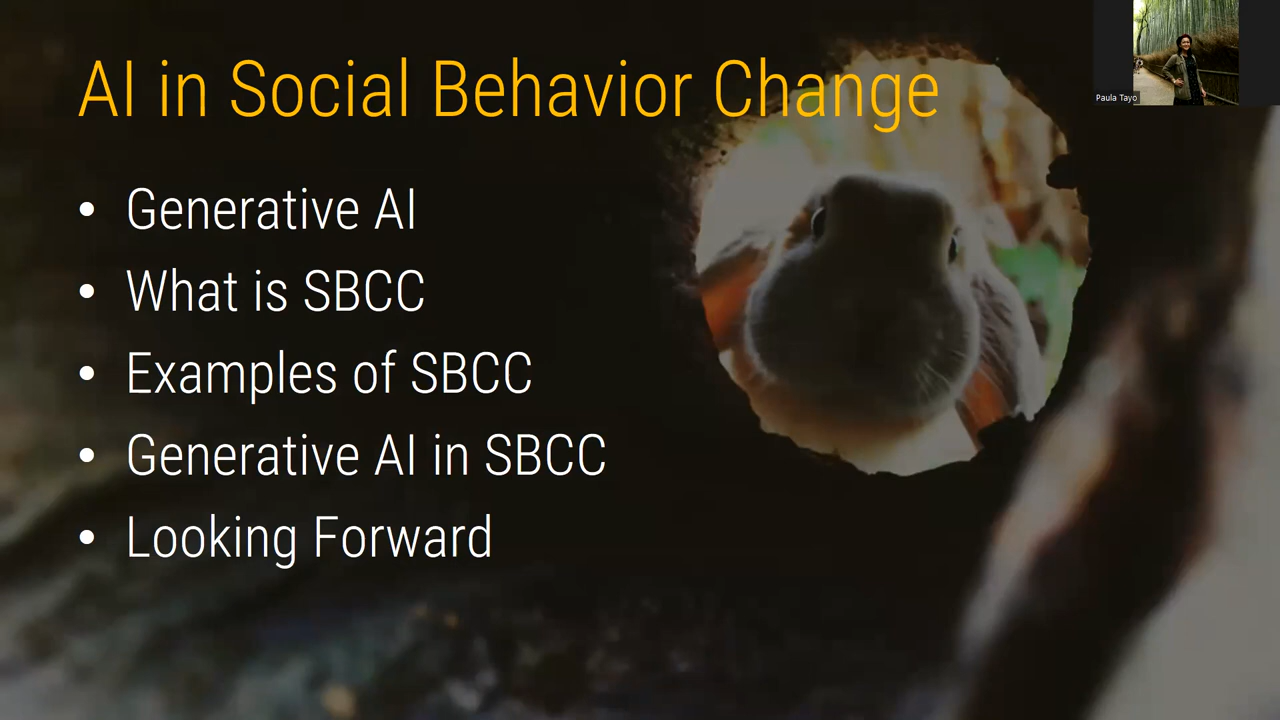 AI in Social Behavior Change
• Generative AI
• What is SBCC
• Examples of SBCC
• Generative AI in SBCC
• Looking Forward
Paula Tayo